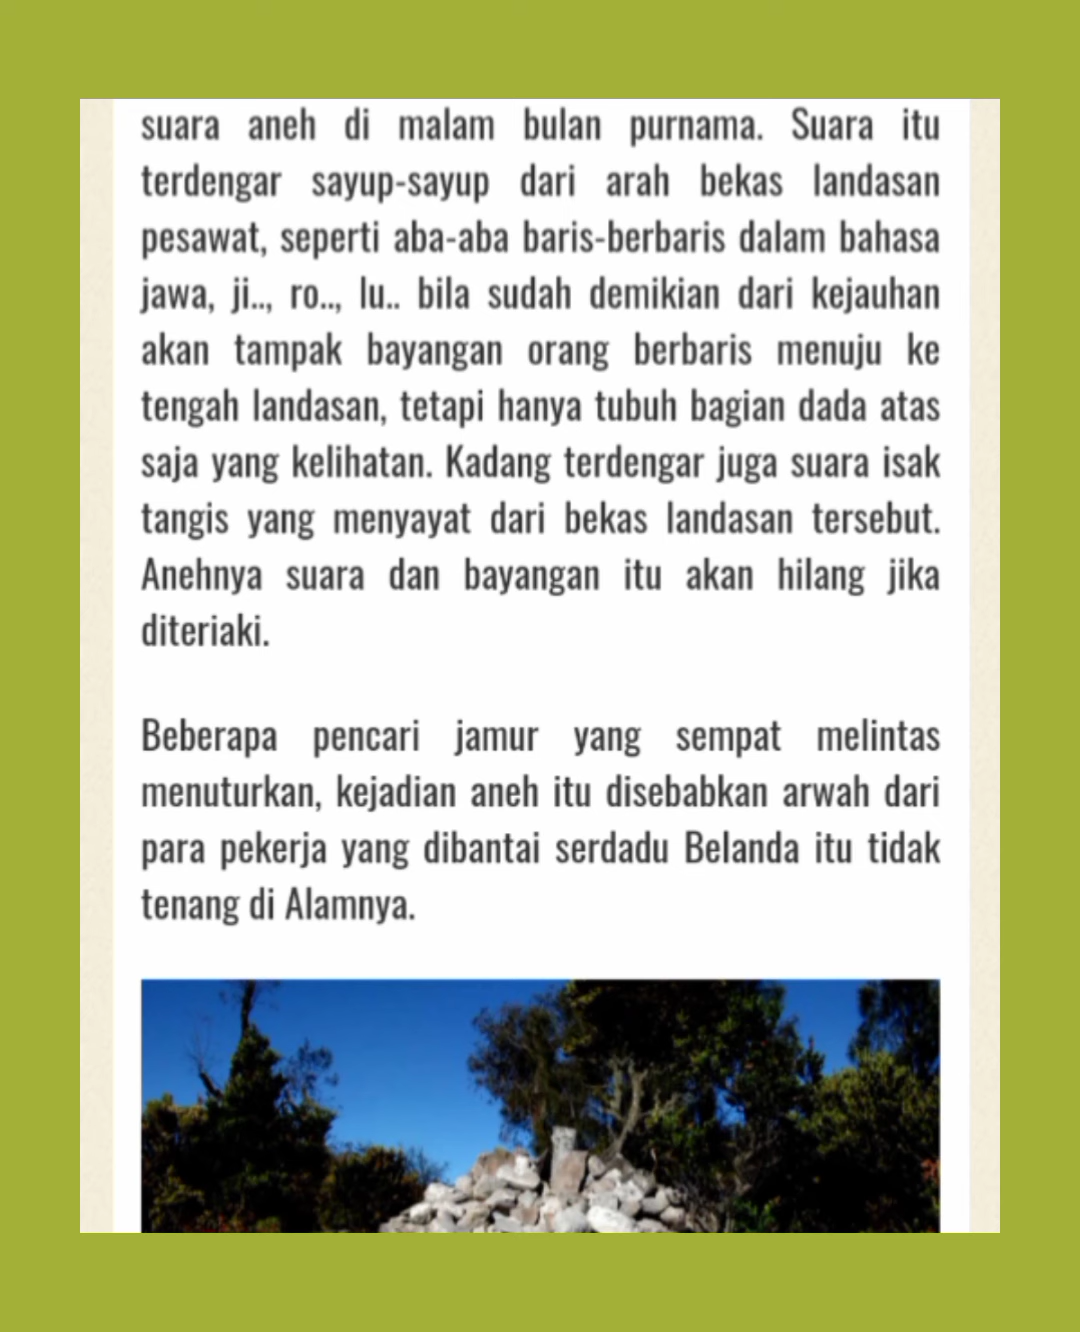 suara aneh di malam bulan purnama. Suara itu
terdengar sayup-sayup dari arah bekas landasan
pesawat, seperti aba-aba baris-berbaris dalam bahasa
jawa, ji.., ro.., lu.. bila sudah demikian dari kejauhan
akan tampak bayangan orang berbaris menuju ke
tengah landasan, tetapi hanya tubuh bagian dada atas
saja yang kelihatan. Kadang terdengar juga suara isak
tangis yang menyayat dari bekas landasan tersebut.
Anehnya suara dan bayangan itu akan hilang jika
diteriaki.
Beberapa pencari jamur yang sempat melintas
menuturkan, kejadian aneh itu disebabkan arwah dari
para pekerja yang dibantai serdadu Belanda itu tidak
tenang di Alamnya.